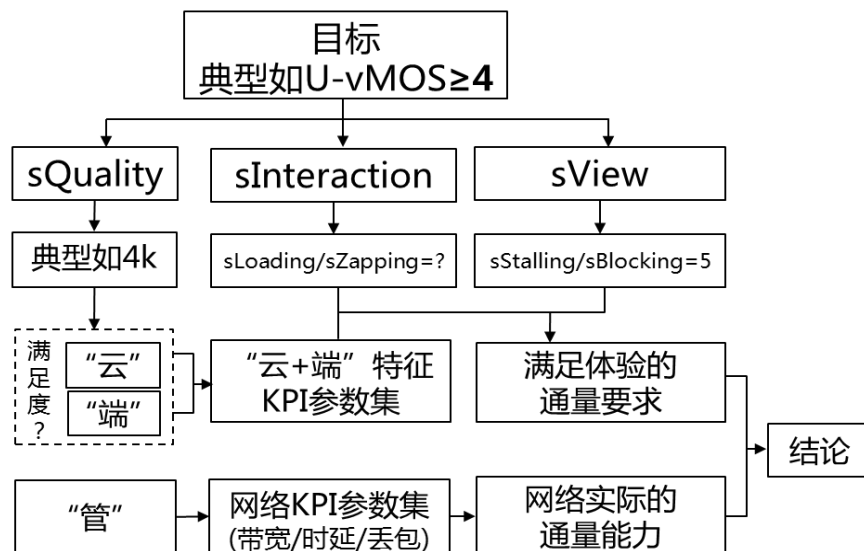 目标
典型如U-vMOS≥4
sQuality
sInteraction
sView
典型如4k
sLoading/sZapping=?
sStalling/sBlocking=5
满足度?
“云”
“端”
“云+端”特征
KPI参数集
满足体验的
通量要求
结论
“管”
网络KPI参数集
(带宽/时延/丢包)
网络实际的
通量能力